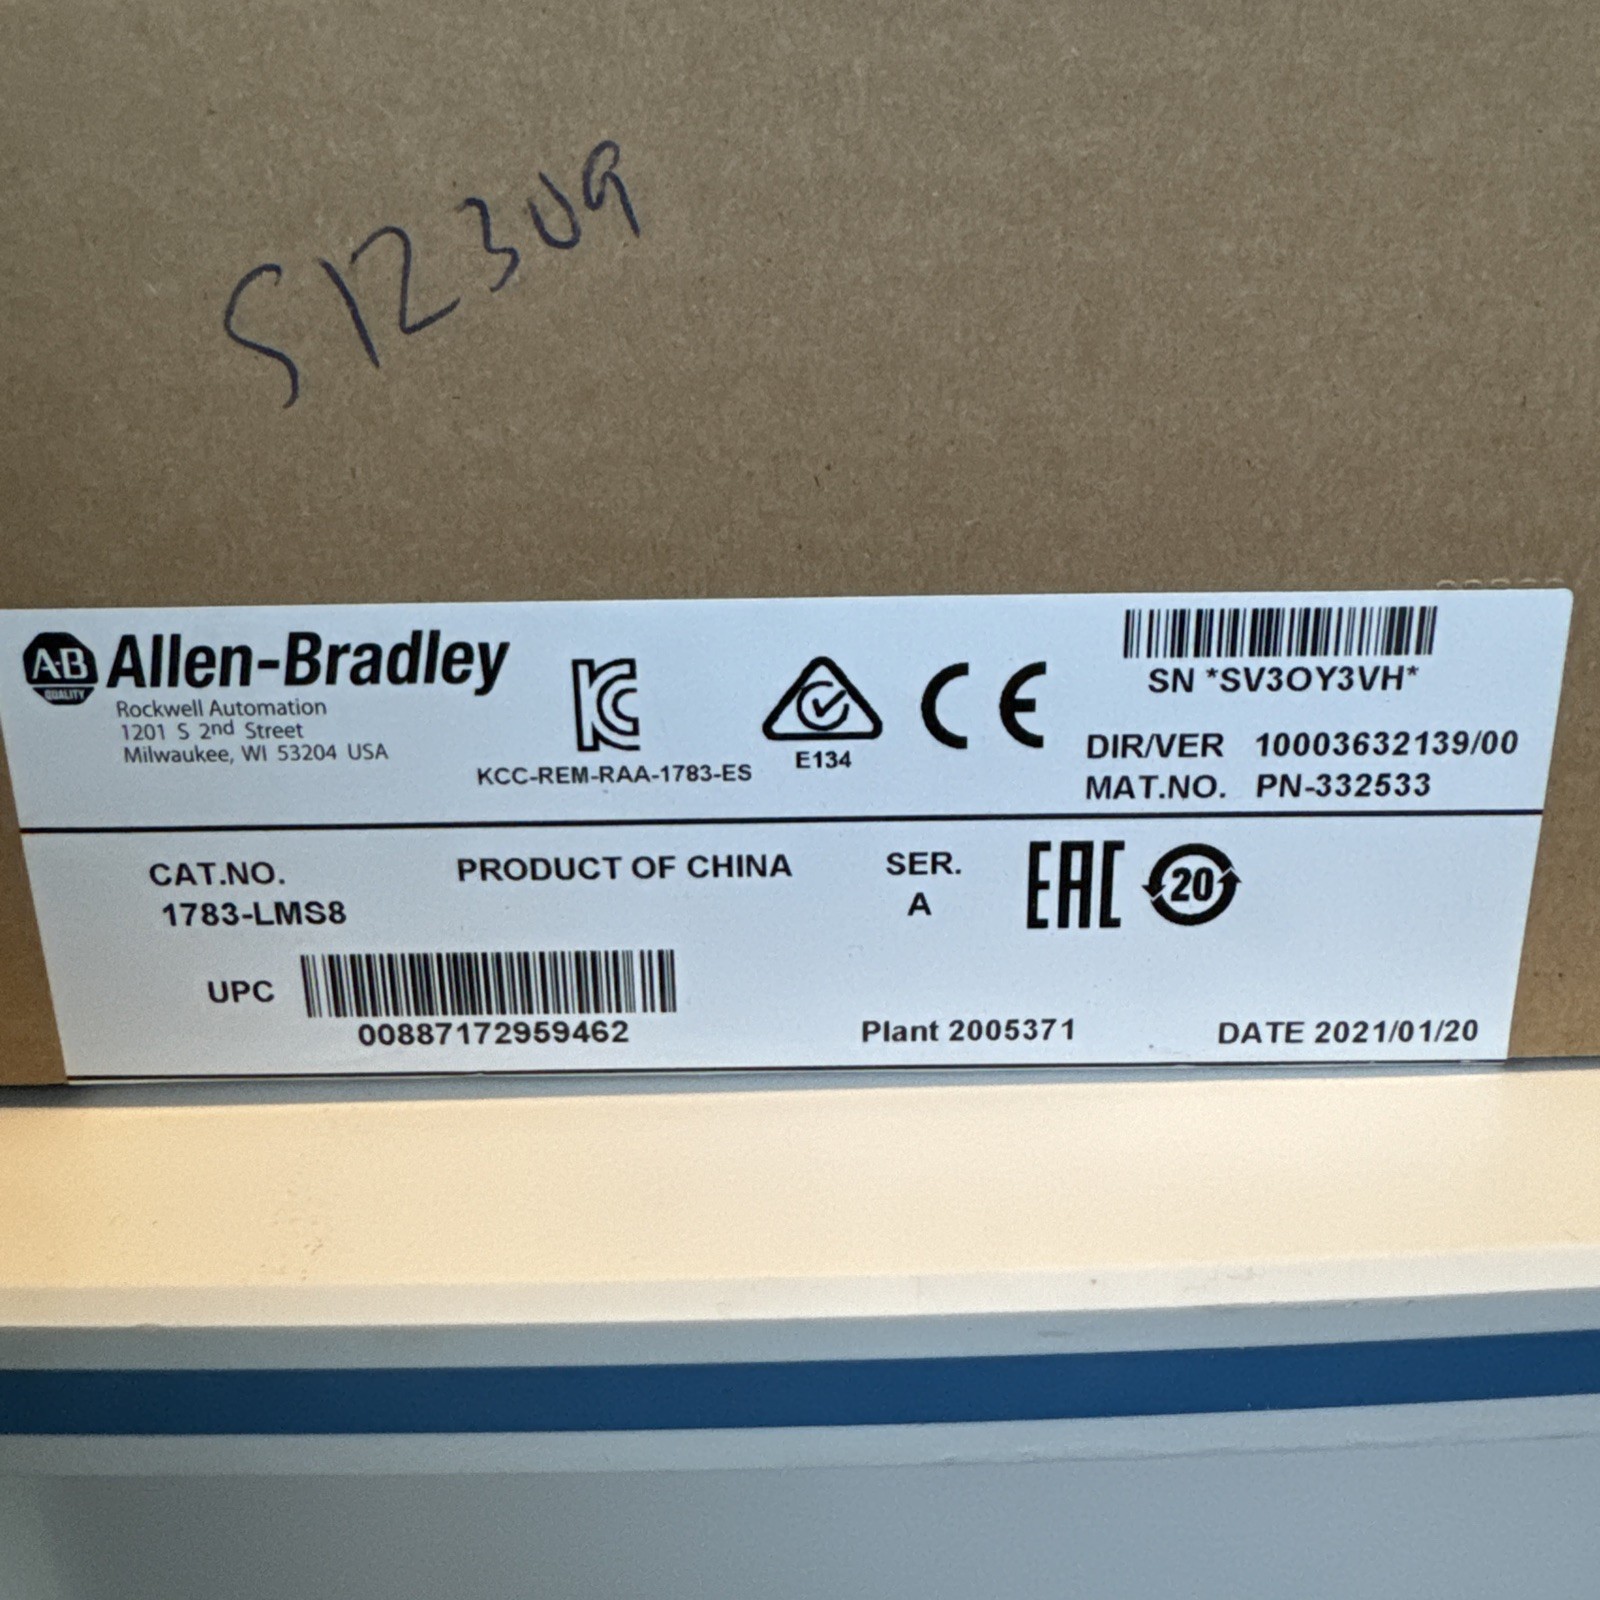 S12309
A-B
QUALITY
Allen-Bradley
Rockwell Automation
1201 S 2nd Street
Milwaukee, WI 53204 USA
KCC-REM-RAA-1783-ES
E134
CE
SN *SV3OY3VH*
DIR/VER 10003632139/00
MAT.NO. PN-332533
CAT.NO.
1783-LMS8
PRODUCT OF CHINA
SER.
A
EAC
20
UPC
00887172959462
Plant 2005371
DATE 2021/01/20